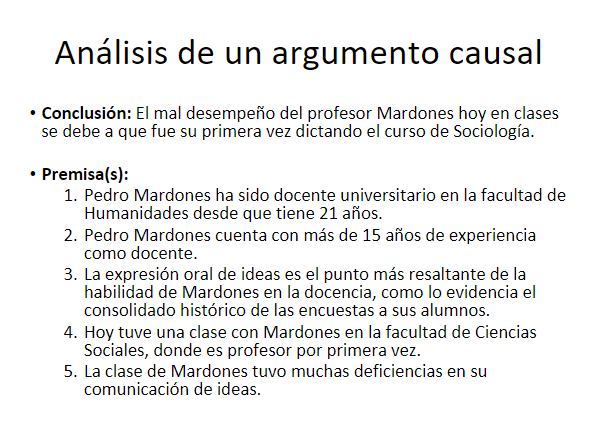 Análisis de un argumento causal
• Conclusión: El mal desempeño del profesor Mardones hoy en clases
se debe a que fue su primera vez dictando el curso de Sociología.
• Premisa(s):
1. Pedro Mardones ha sido docente universitario en la facultad de
Humanidades desde que tiene 21 años.
2. Pedro Mardones cuenta con más de 15 años de experiencia
como docente.
3. La expresión oral de ideas es el punto más resaltante de la
habilidad de Mardones en la docencia, como lo evidencia el
consolidado histórico de las encuestas a sus alumnos.
4. Hoy tuve una clase con Mardones en la facultad de Ciencias
Sociales, donde es profesor por primera vez.
5. La clase de Mardones tuvo muchas deficiencias en su
comunicación de ideas.